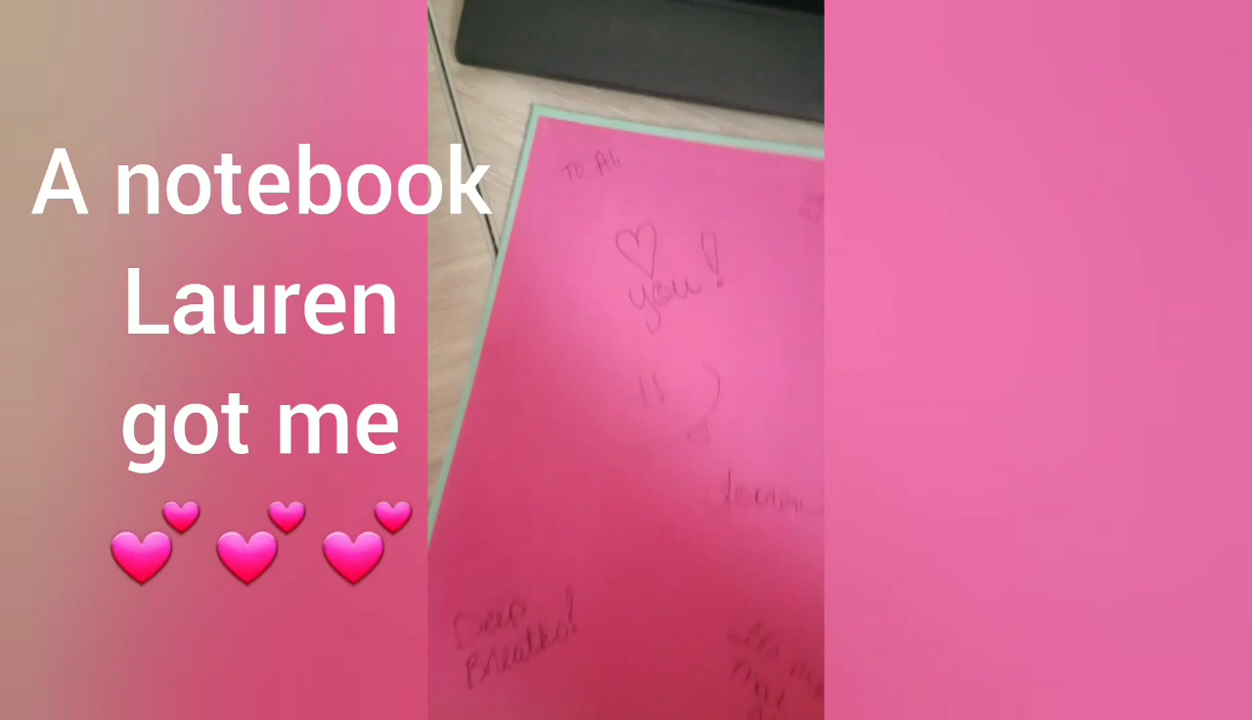 A notebook
Lauren
got me
💕💕💕
To Ali
♡
you!
Deep
Breaths!